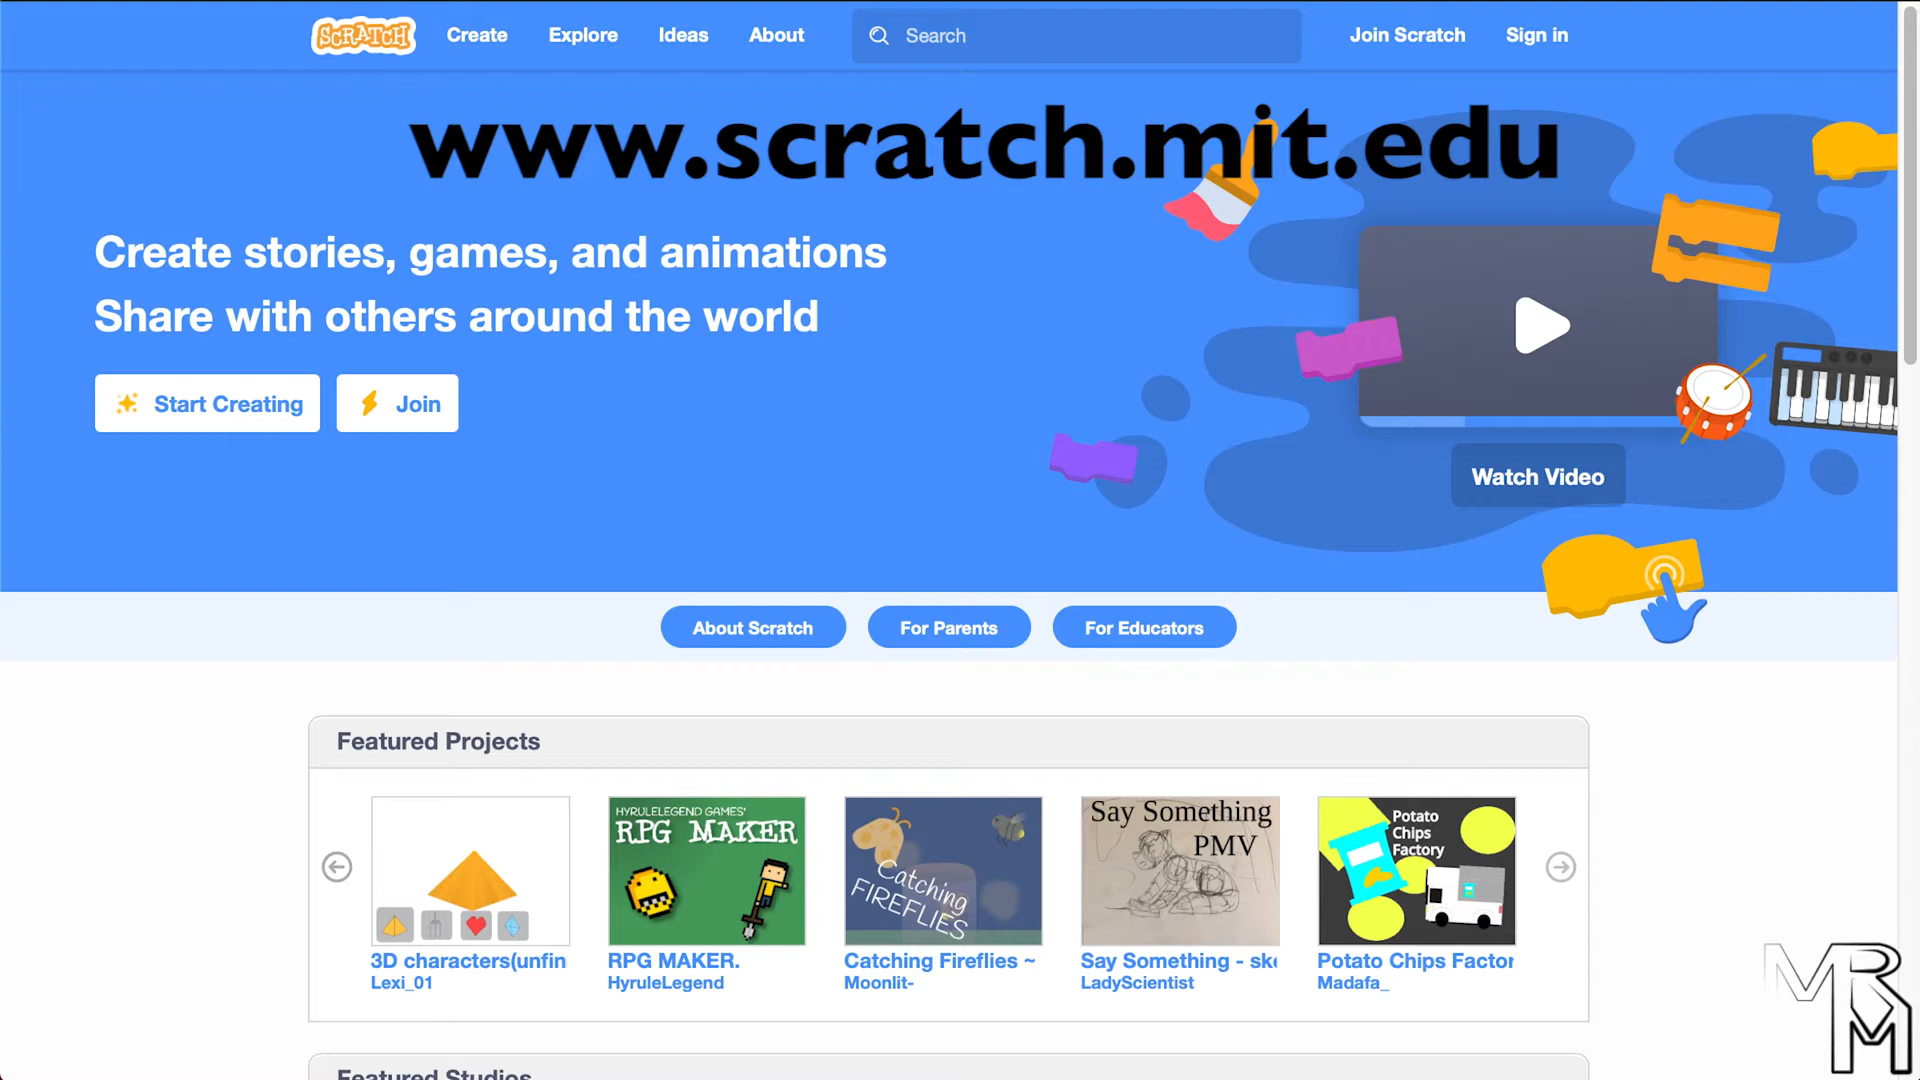 SCRATCH
Create
Explore
Ideas
About
Search
Join Scratch
Sign in
www.scratch.mit.edu
Create stories, games, and animations
Share with others around the world
Start Creating
Join
Watch Video
About Scratch
For Parents
For Educators
Featured Projects
HYRULELEGEND GAMES'
RPG MAKER
Catching
FIREFLIES
Say Something
PMV
Potato
Chips
Factory
3D characters(unfin
Lexi_01
RPG MAKER.
HyruleLegend
Catching Fireflies ~
Moonlit-
Say Something - ske
LadyScientist
Potato Chips Factor
Madafa_
Featured Studios
MRM